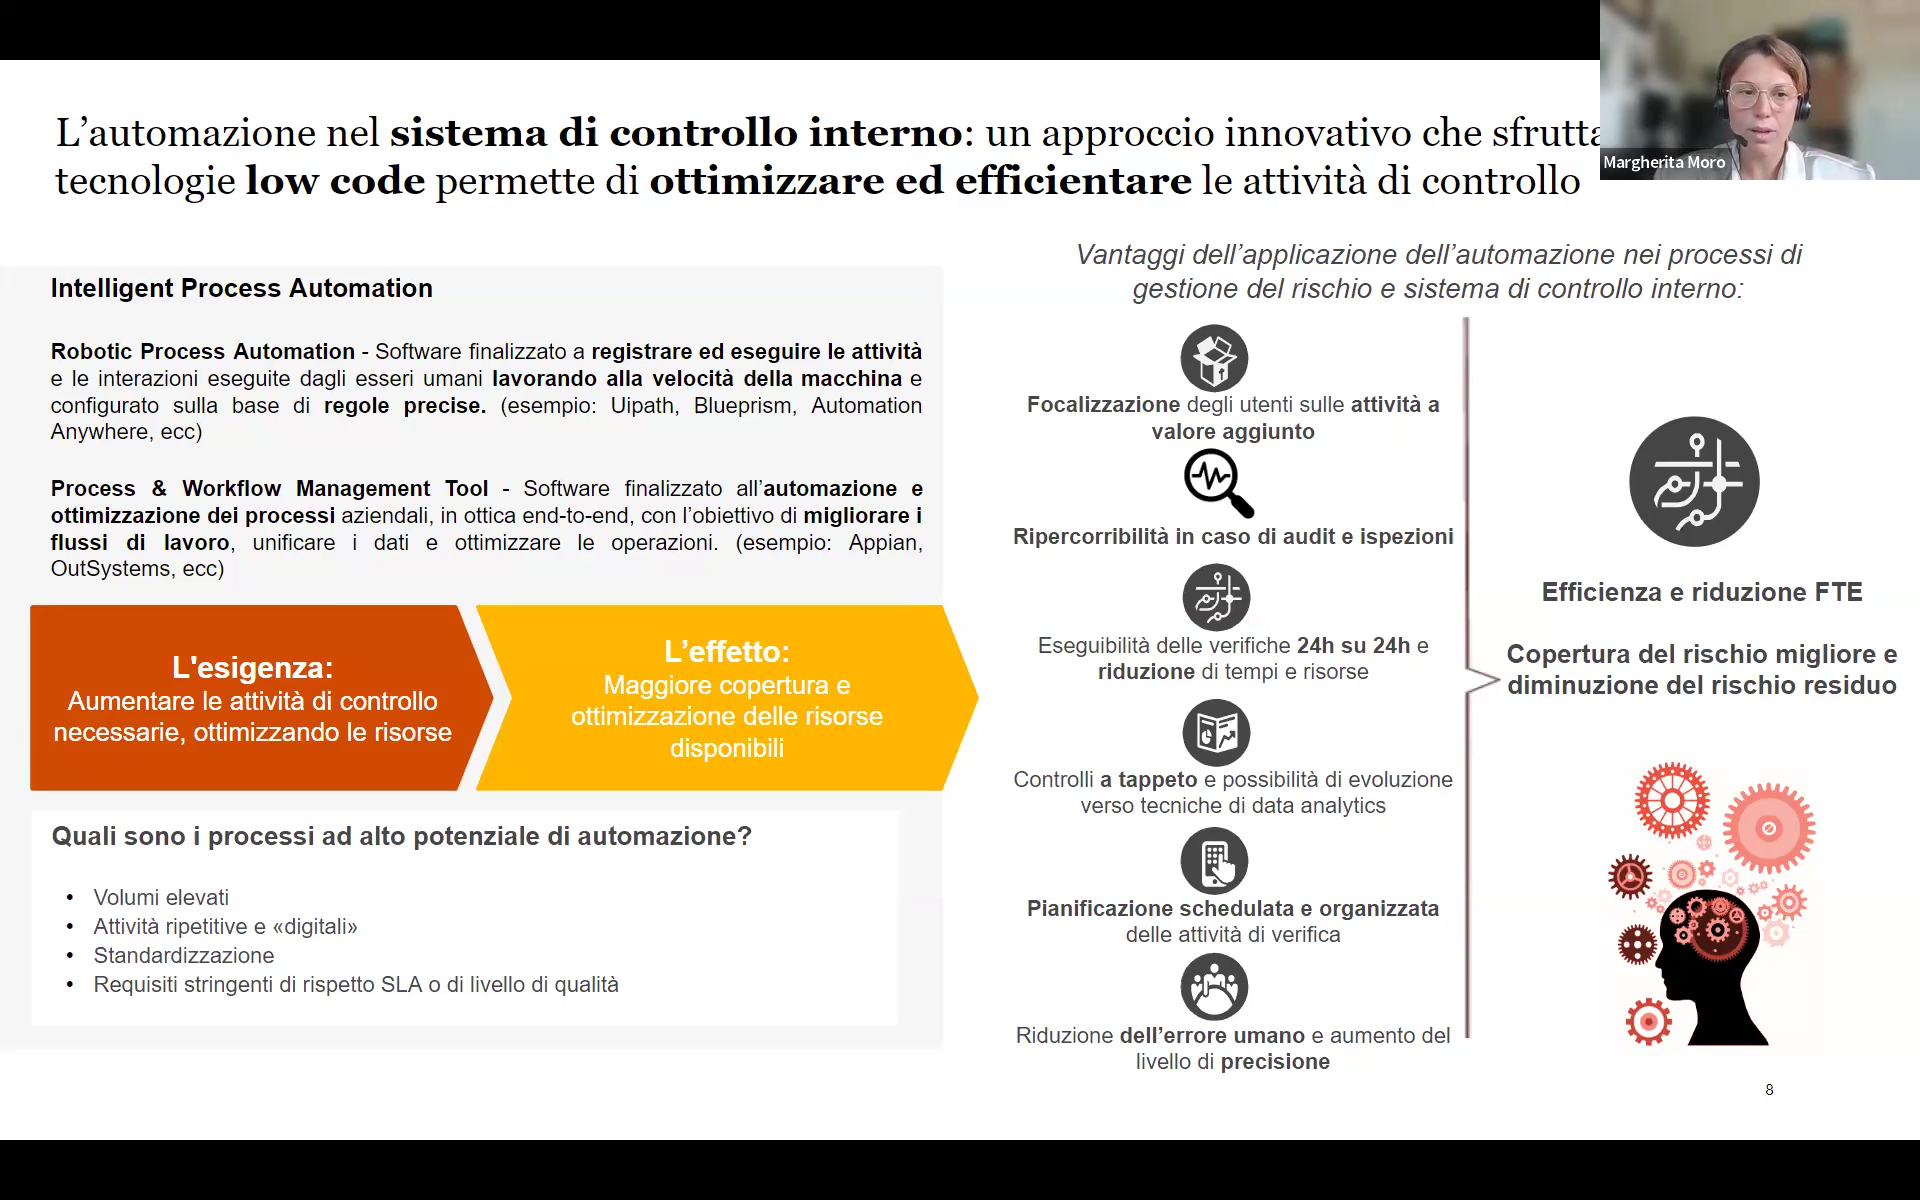 L’automazione nel sistema di controllo interno: un approccio innovativo che sfrutta
tecnologie low code permette di ottimizzare ed efficientare le attività di controllo
Margherita Moro
Intelligent Process Automation
Robotic Process Automation - Software finalizzato a registrare ed eseguire le attività
e le interazioni eseguite dagli esseri umani lavorando alla velocità della macchina e
configurato sulla base di regole precise. (esempio: Uipath, Blueprism, Automation
Anywhere, ecc)
Process & Workflow Management Tool - Software finalizzato all’automazione e
ottimizzazione dei processi aziendali, in ottica end-to-end, con l’obiettivo di migliorare i
flussi di lavoro, unificare i dati e ottimizzare le operazioni. (esempio: Appian,
OutSystems, ecc)
L'esigenza:
Aumentare le attività di controllo
necessarie, ottimizzando le risorse
L’effetto:
Maggiore copertura e
ottimizzazione delle risorse
disponibili
Quali sono i processi ad alto potenziale di automazione?
• Volumi elevati
• Attività ripetitive e «digitali»
• Standardizzazione
• Requisiti stringenti di rispetto SLA o di livello di qualità
Vantaggi dell’applicazione dell’automazione nei processi di
gestione del rischio e sistema di controllo interno:
Focalizzazione degli utenti sulle attività a
valore aggiunto
Ripercorribilità in caso di audit e ispezioni
Eseguibilità delle verifiche 24h su 24h e
riduzione di tempi e risorse
Controlli a tappeto e possibilità di evoluzione
verso tecniche di data analytics
Pianificazione schedulata e organizzata
delle attività di verifica
Riduzione dell’errore umano e aumento del
livello di precisione
Efficienza e riduzione FTE
Copertura del rischio migliore e
diminuzione del rischio residuo
8